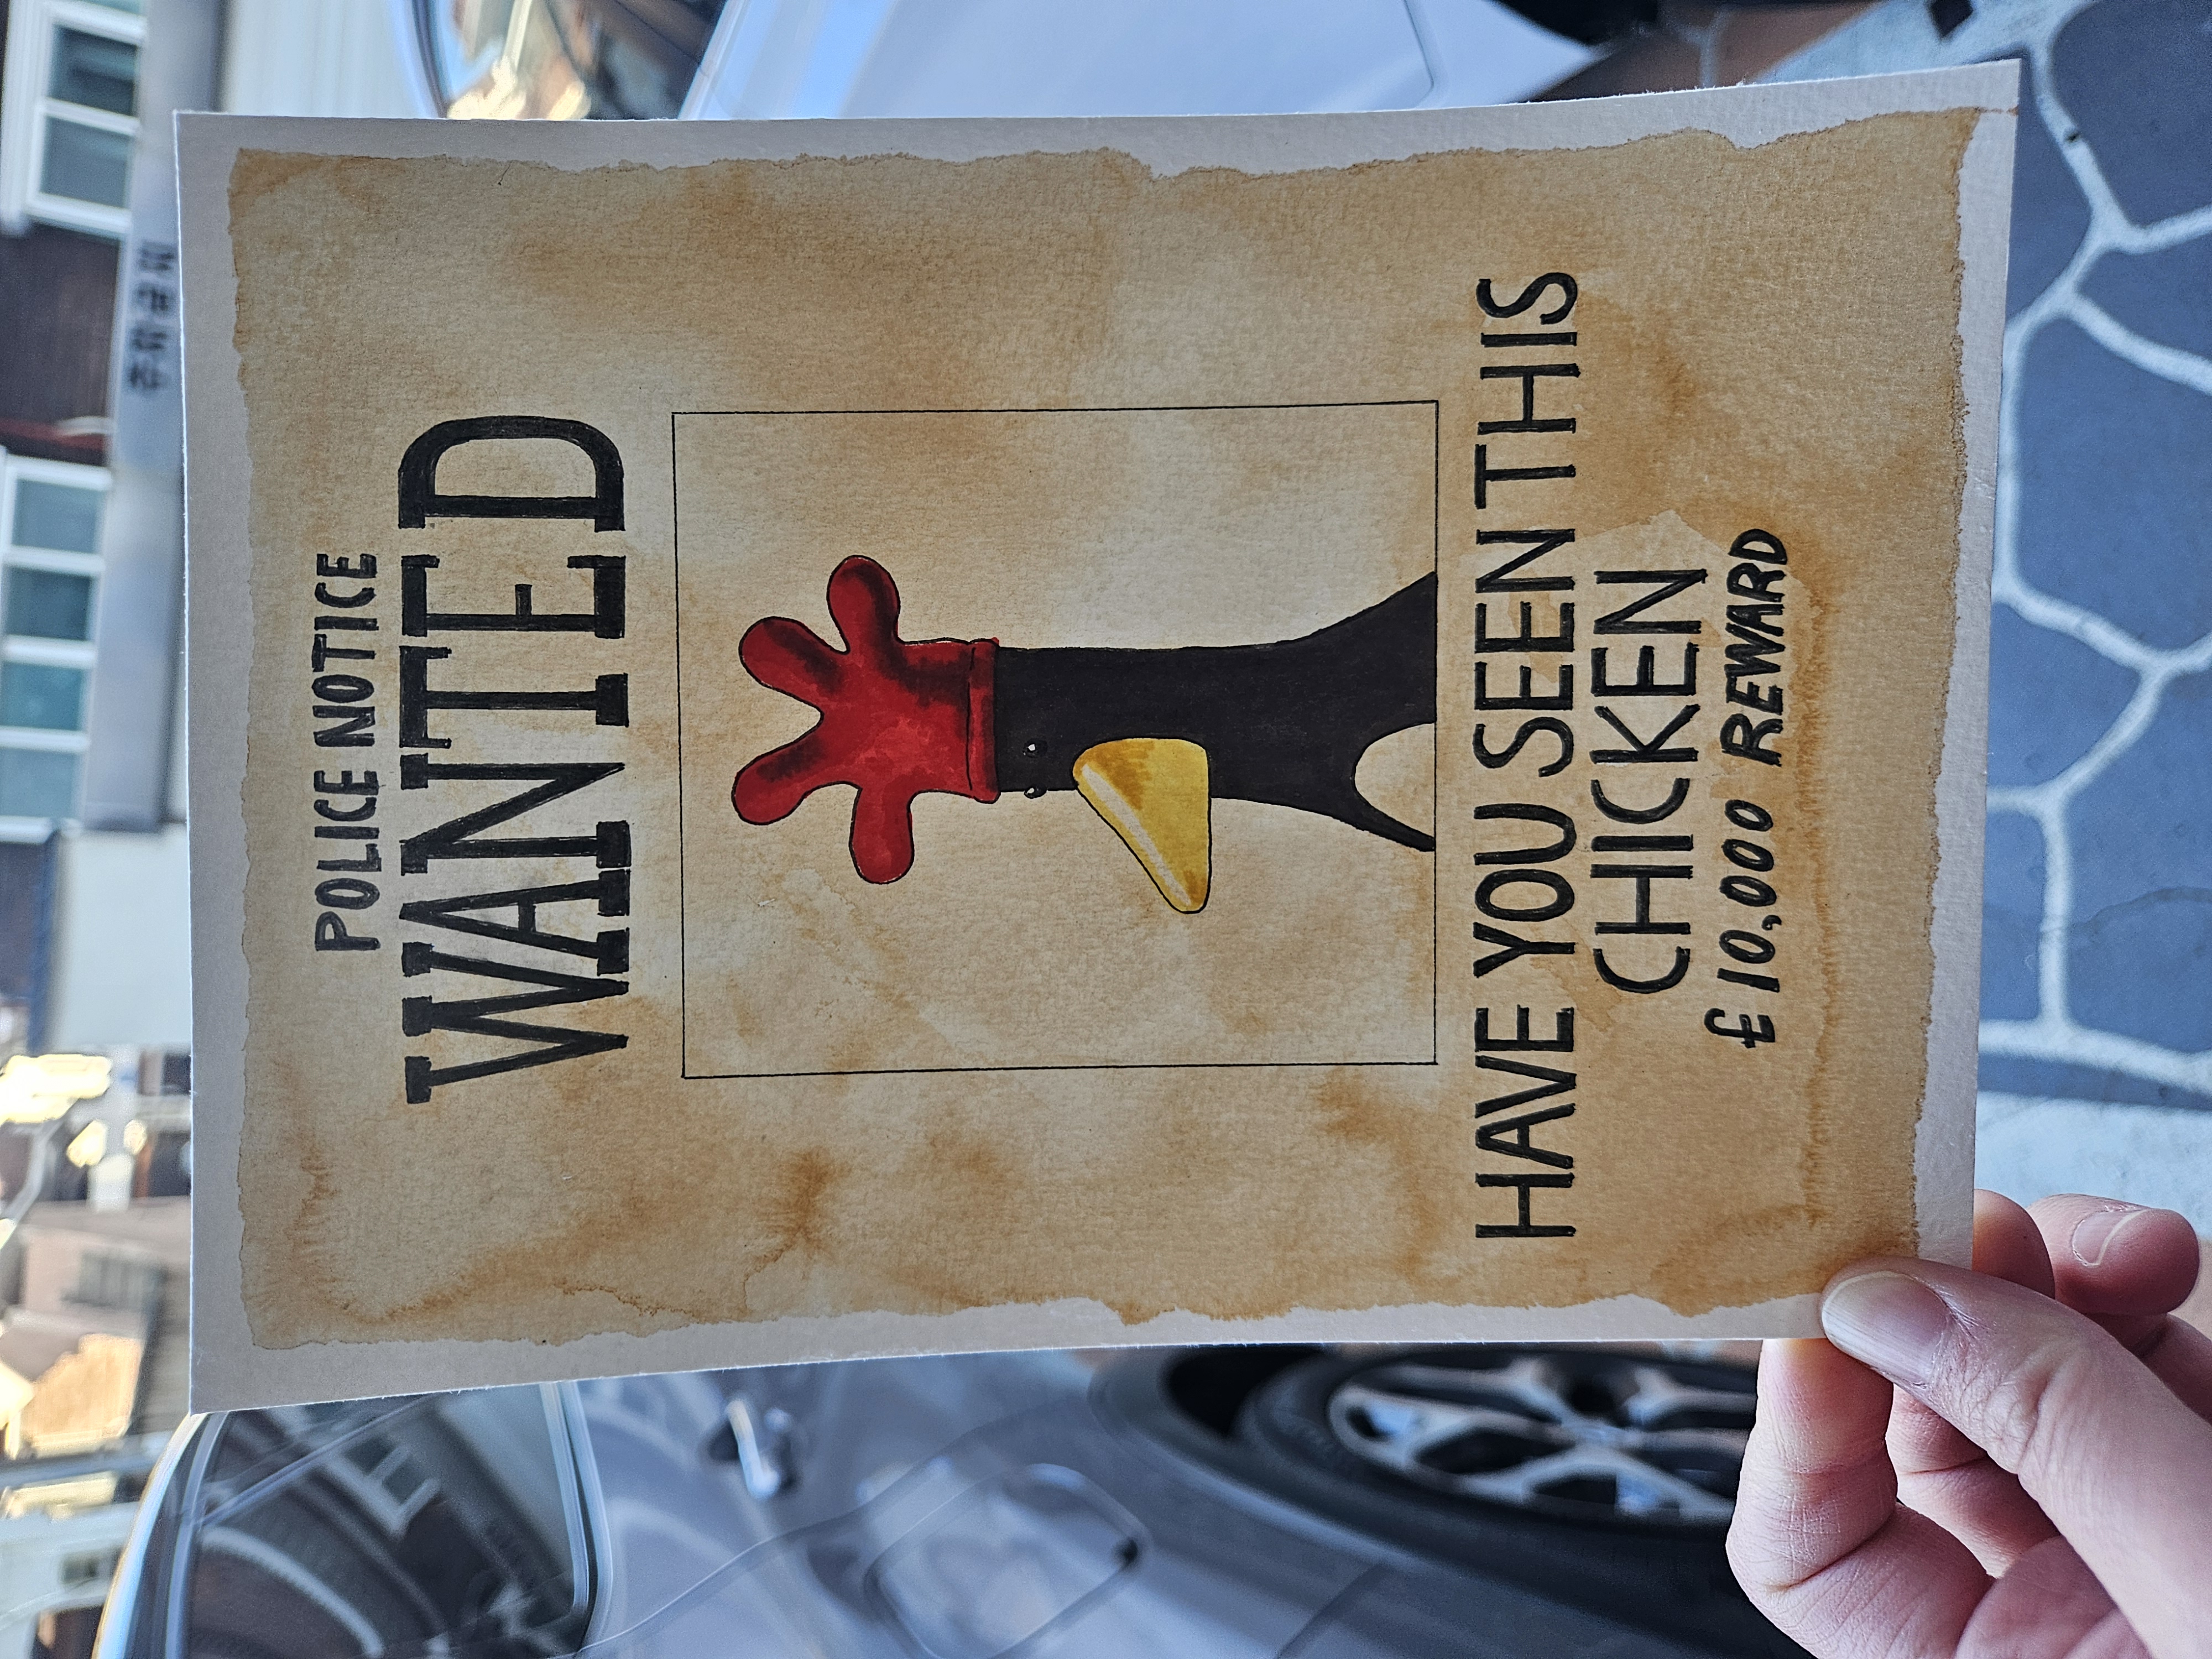 POLICE NOTICE
WANTED
HAVE YOU SEEN THIS
CHICKEN
£10,000 REWARD